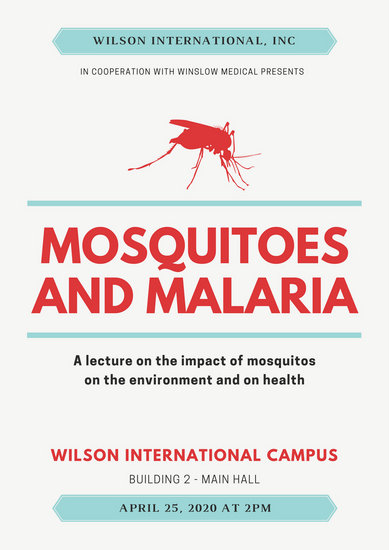 WILSON INTERNATIONAL, INC
IN COOPERATION WITH WINSLOW MEDICAL PRESENTS
MOSQUITOES
AND MALARIA
A lecture on the impact of mosquitos
on the environment and on health
WILSON INTERNATIONAL CAMPUS
BUILDING 2 - MAIN HALL
APRIL 25, 2020 AT 2PM